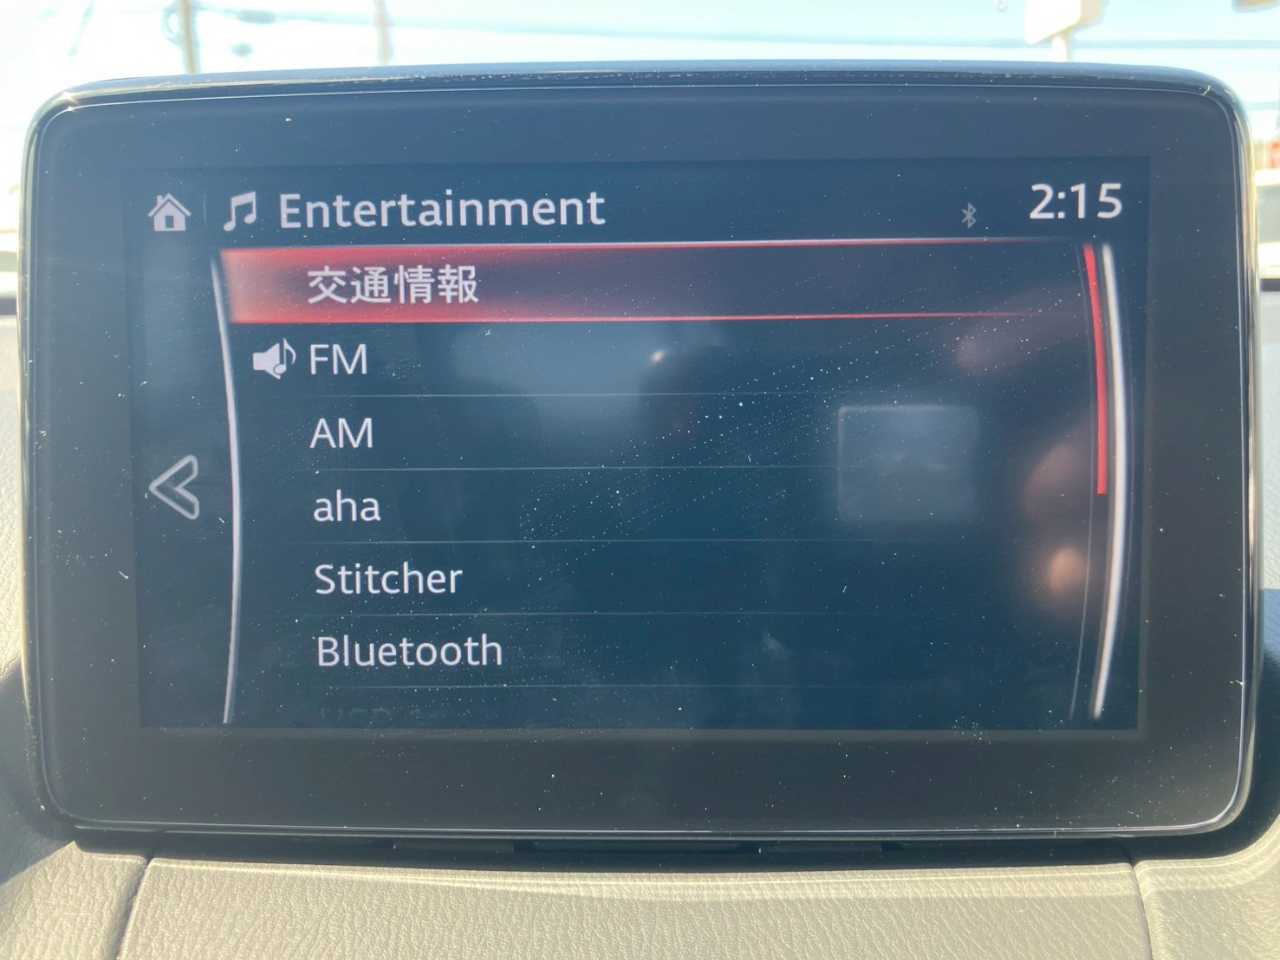 Entertainment
2:15
交通情報
FM
AM
aha
Stitcher
Bluetooth